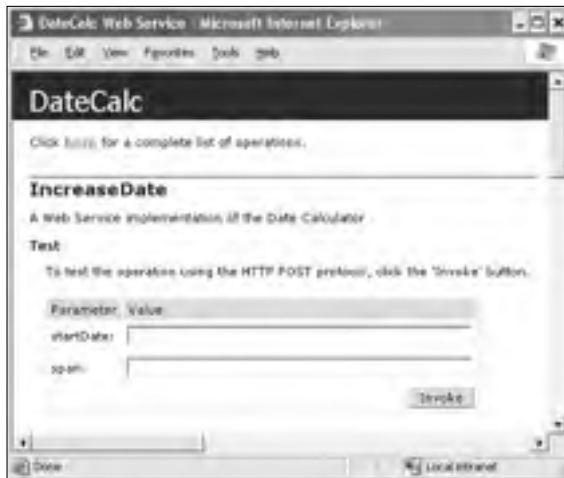 DateCalc Web Service - Microsoft Internet Explorer
File Edit View Favorites Tools Help
DateCalc
Click here for a complete list of operations.
IncreaseDate
A Web Service implementation of the Date Calculator
Test
To test the operation using the HTTP POST protocol, click the 'Invoke' button.
Parameter Value
startDate:
span:
Invoke
Done Local intranet